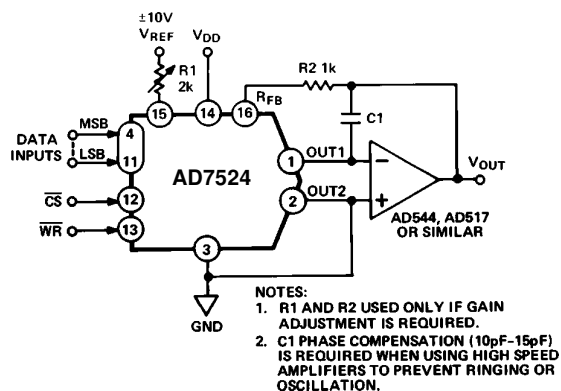 ±10V
VREF
VDD
R1
2k
R2 1k
RFB
C1
15
14
16
MSB
4
DATA
INPUTS
LSB
11
AD7524
1
OUT1
−
2
OUT2
+
VOUT
CS
12
WR
13
AD544, AD517
OR SIMILAR
3
GND
NOTES:
1. R1 AND R2 USED ONLY IF GAIN
ADJUSTMENT IS REQUIRED.
2. C1 PHASE COMPENSATION (10pF–15pF)
IS REQUIRED WHEN USING HIGH SPEED
AMPLIFIERS TO PREVENT RINGING OR
OSCILLATION.